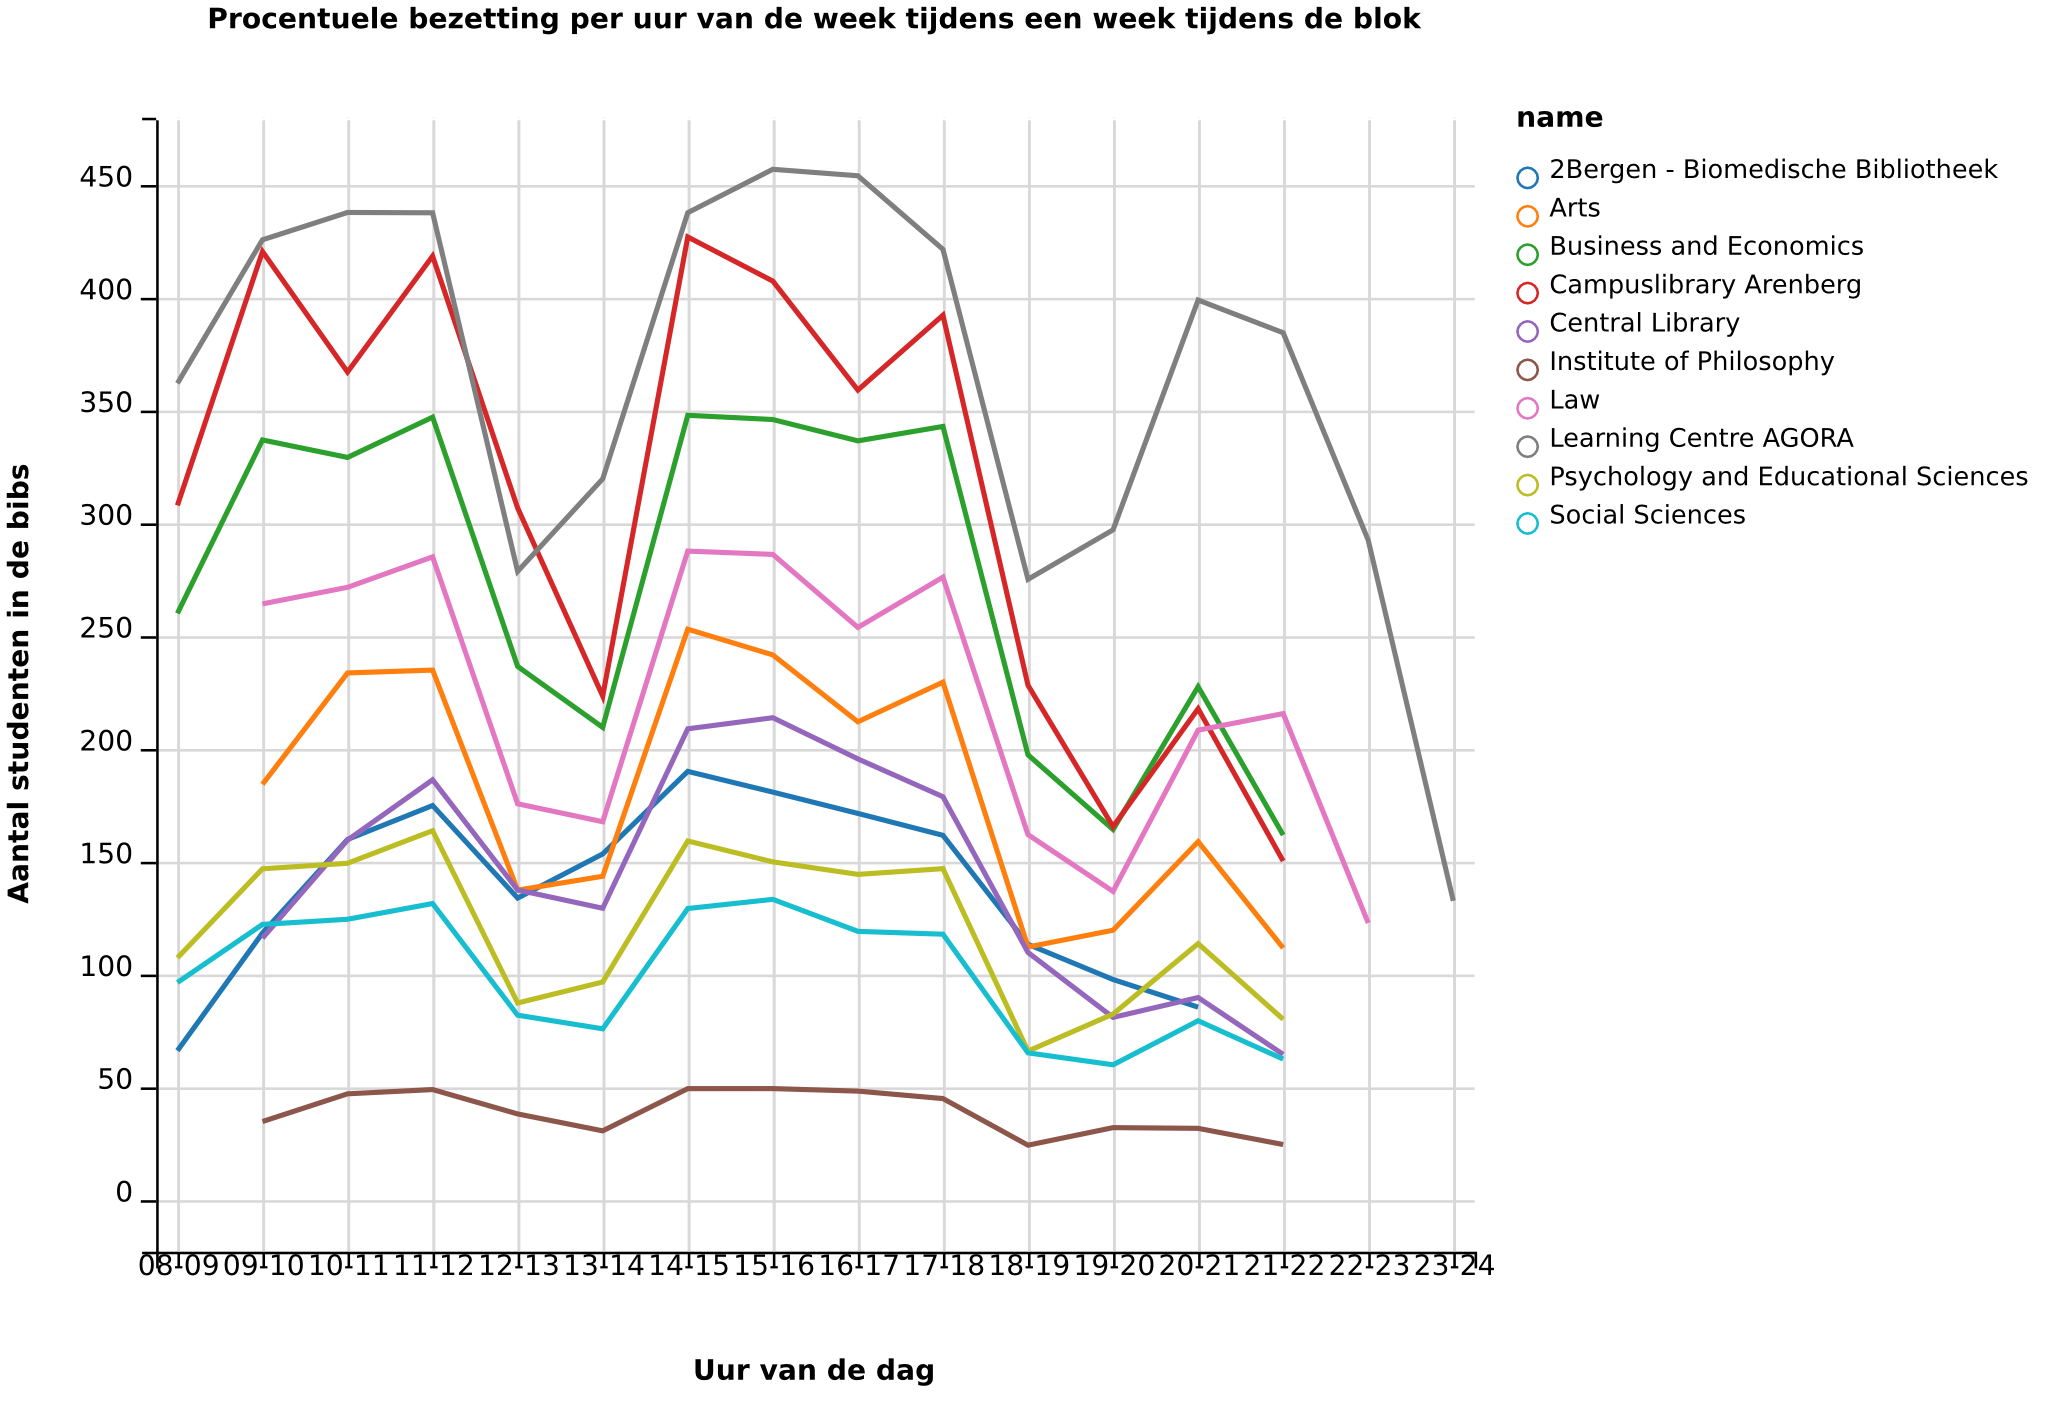 Procentuele bezetting per uur van de week tijdens een week tijdens de blok
Aantal studenten in de bibs
450
400
350
300
250
200
150
100
50
0
08-09 09-10 10-11 11-12 12-13 13-14 14-15 15-16 16-17 17-18 18-19 19-20 20-21 21-22 22-23 23-24
Uur van de dag
name
2Bergen - Biomedische Bibliotheek
Arts
Business and Economics
Campuslibrary Arenberg
Central Library
Institute of Philosophy
Law
Learning Centre AGORA
Psychology and Educational Sciences
Social Sciences